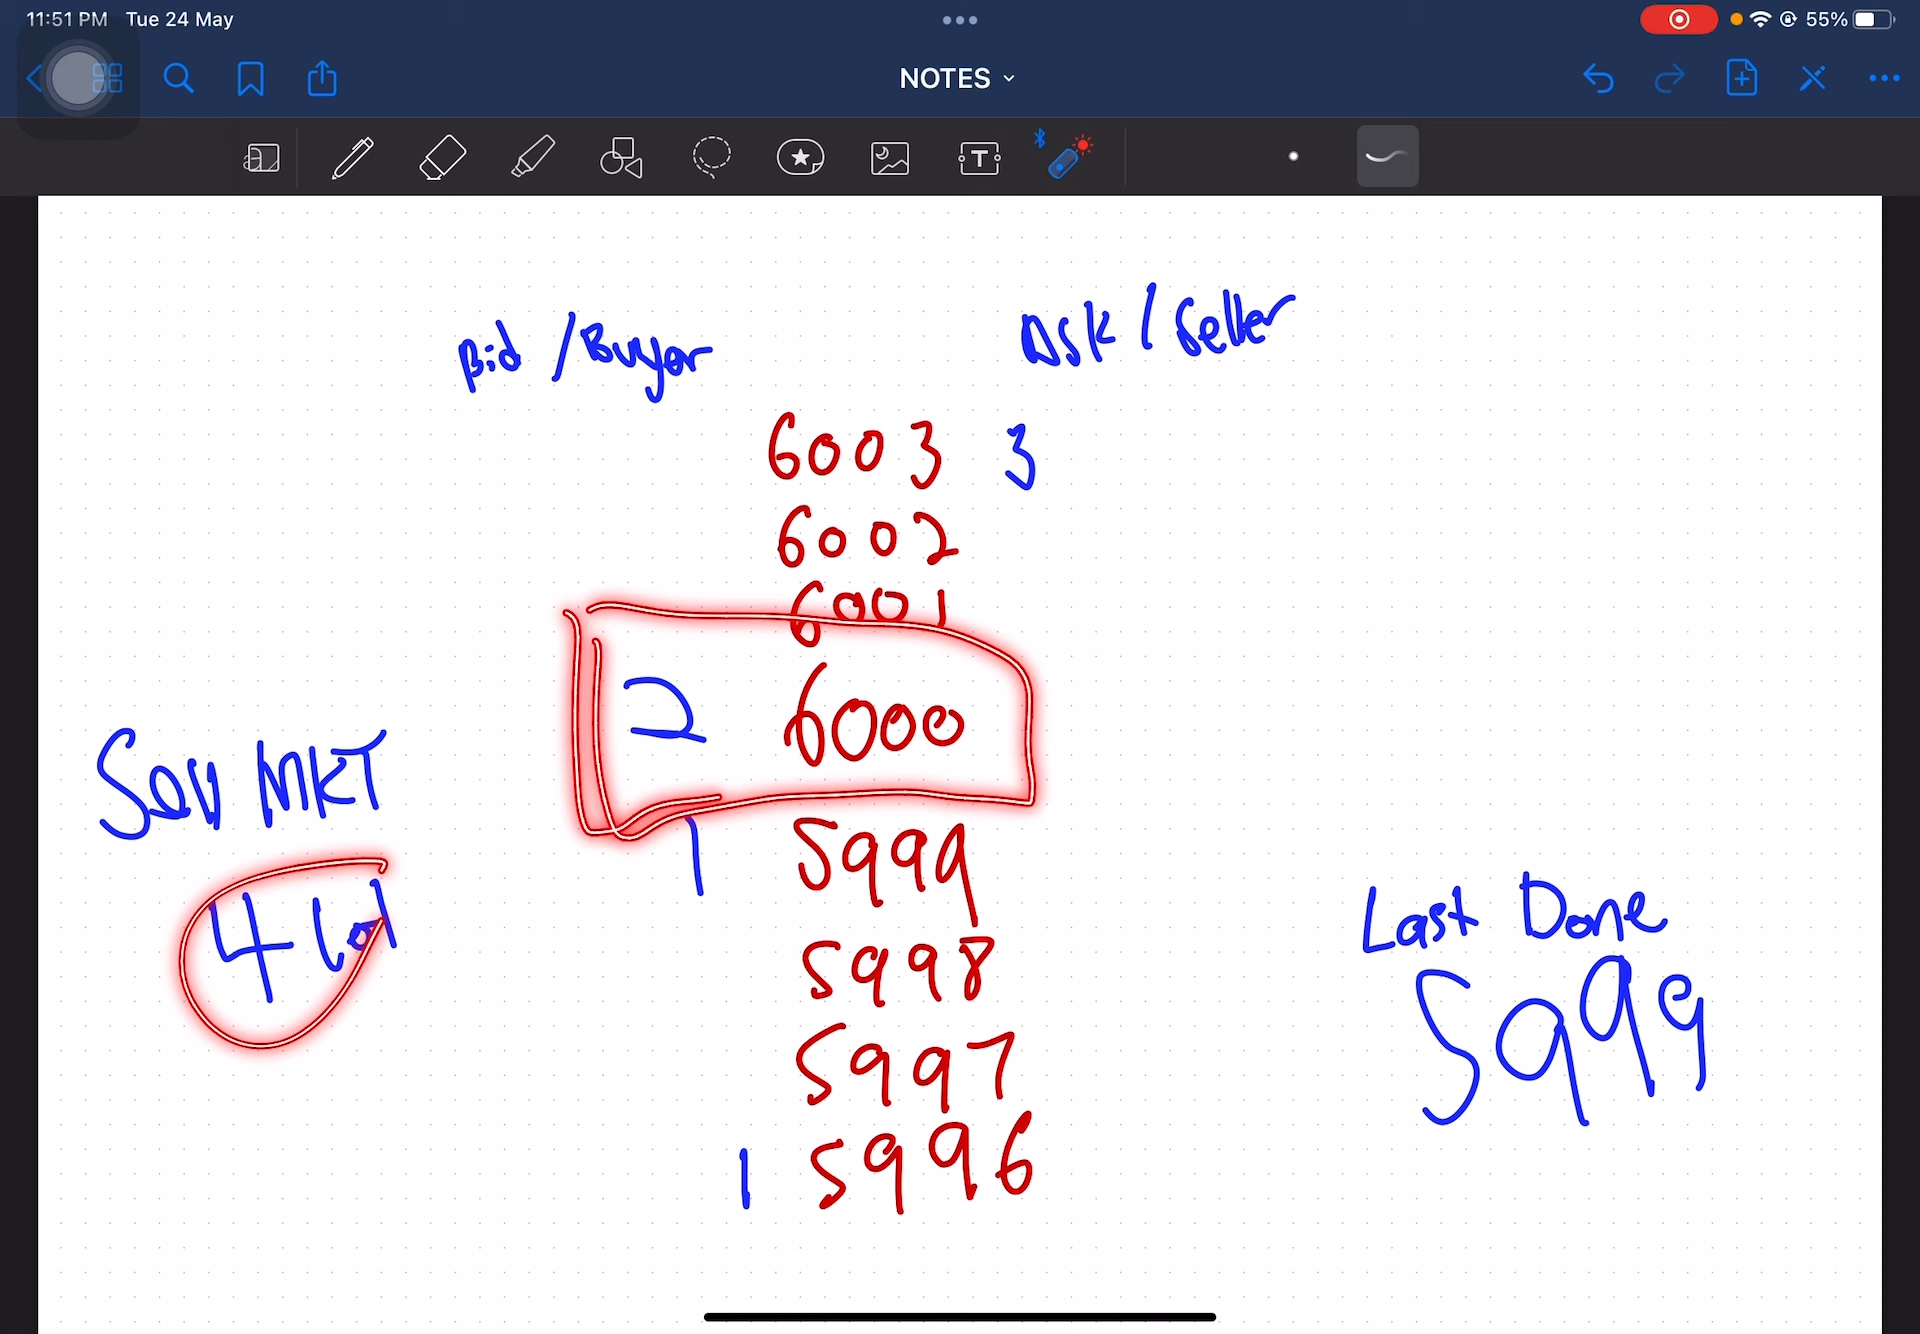 11:51 PM Tue 24 May
55%
NOTES
Bid / Buyer
Ask / Seller
6003 3
6002
6001
2 6000
1 5999
5998
5997
1 5996
MKT
4 lot
Last Done
5999